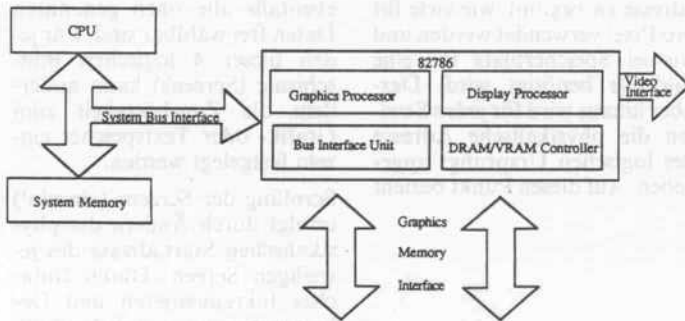 CPU
82786
Graphics Processor
Display Processor
Video
Interface
System Bus Interface
Bus Interface Unit
DRAM/VRAM Controller
System Memory
Graphics
Memory
Interface